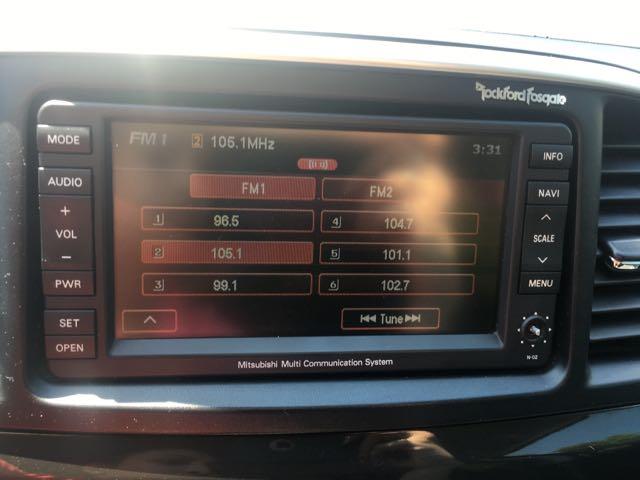 Rockford Fosgate
MODE
AUDIO
+
VOL
−
PWR
SET
OPEN
FM1 2 105.1MHz
3:31
FM1 FM2
1 96.5 4 104.7
2 105.1 5 101.1
3 99.1 6 102.7
Tune
INFO
NAVI
SCALE
MENU
N-02
Mitsubishi Multi Communication System